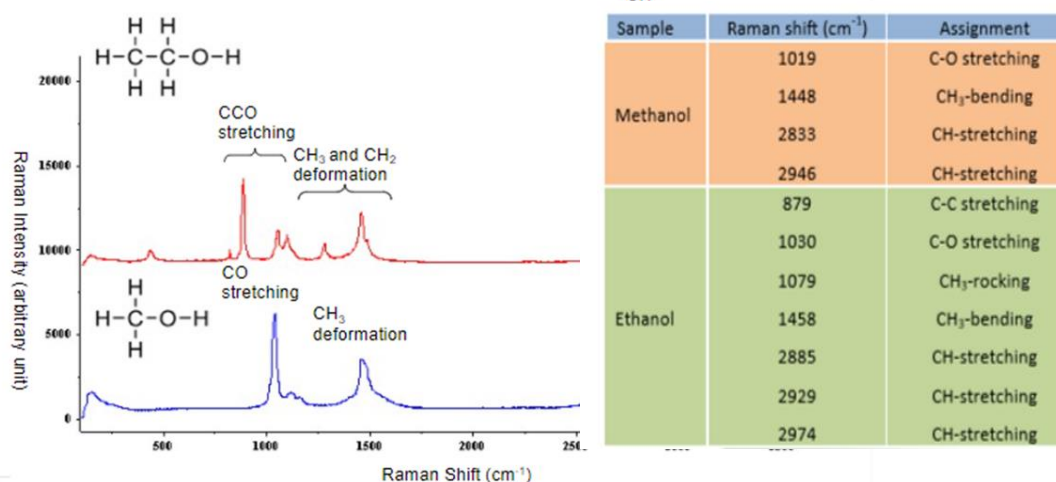 H H
H-C-C-O-H
H H
20000
15000
10000
5000
0
Raman Intensity (arbitrary unit)
CCO
stretching
CH3 and CH2
deformation
CO
stretching
H
H-C-O-H
H
CH3
deformation
500
1000
1500
2000
Raman Shift (cm-1)
Sample Raman shift (cm-1) Assignment
Methanol
1019 C-O stretching
1448 CH3-bending
2833 CH-stretching
2946 CH-stretching
Ethanol
879 C-C stretching
1030 C-O stretching
1079 CH3-rocking
1458 CH3-bending
2885 CH-stretching
2929 CH-stretching
2974 CH-stretching